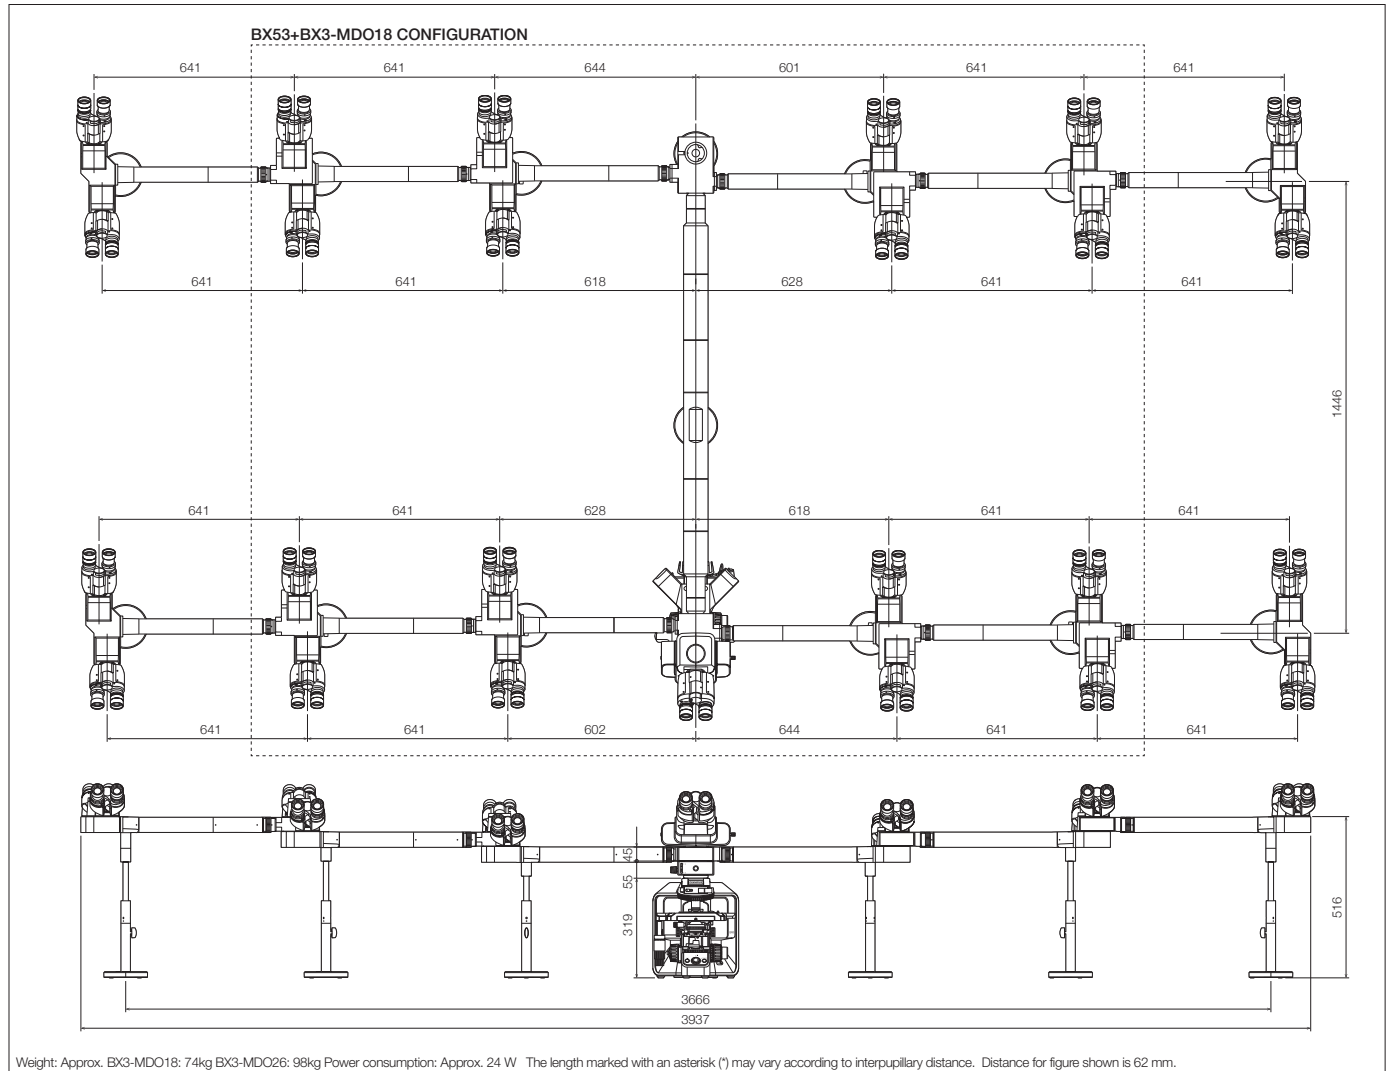 BX53+BX3-MDO18 CONFIGURATION
641 641 644 601 641 641
641 641 618 628 641 641
1446
641 641 628 618 641 641
641 641 602 644 641 641
45
55
319
516
3666
3937
Weight: Approx. BX3-MDO18: 74kg BX3-MDO26: 98kg Power consumption: Approx. 24 W The length marked with an asterisk (*) may vary according to interpupillary distance. Distance for figure shown is 62 mm.